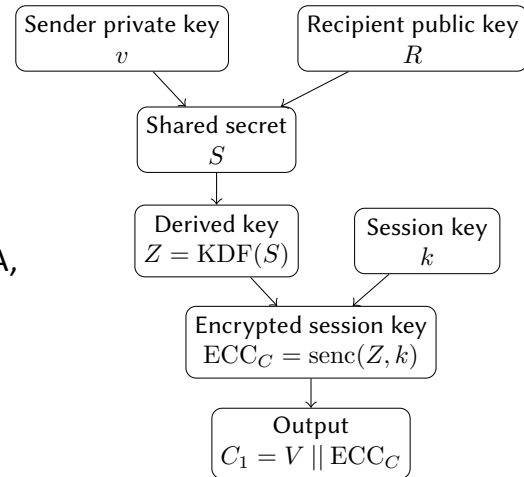 Sender private key
v
Recipient public key
R
Shared secret
S
Derived key
Z = KDF(S)
Session key
k
A,
Encrypted session key
ECC_C = senc(Z, k)
Output
C_1 = V || ECC_C